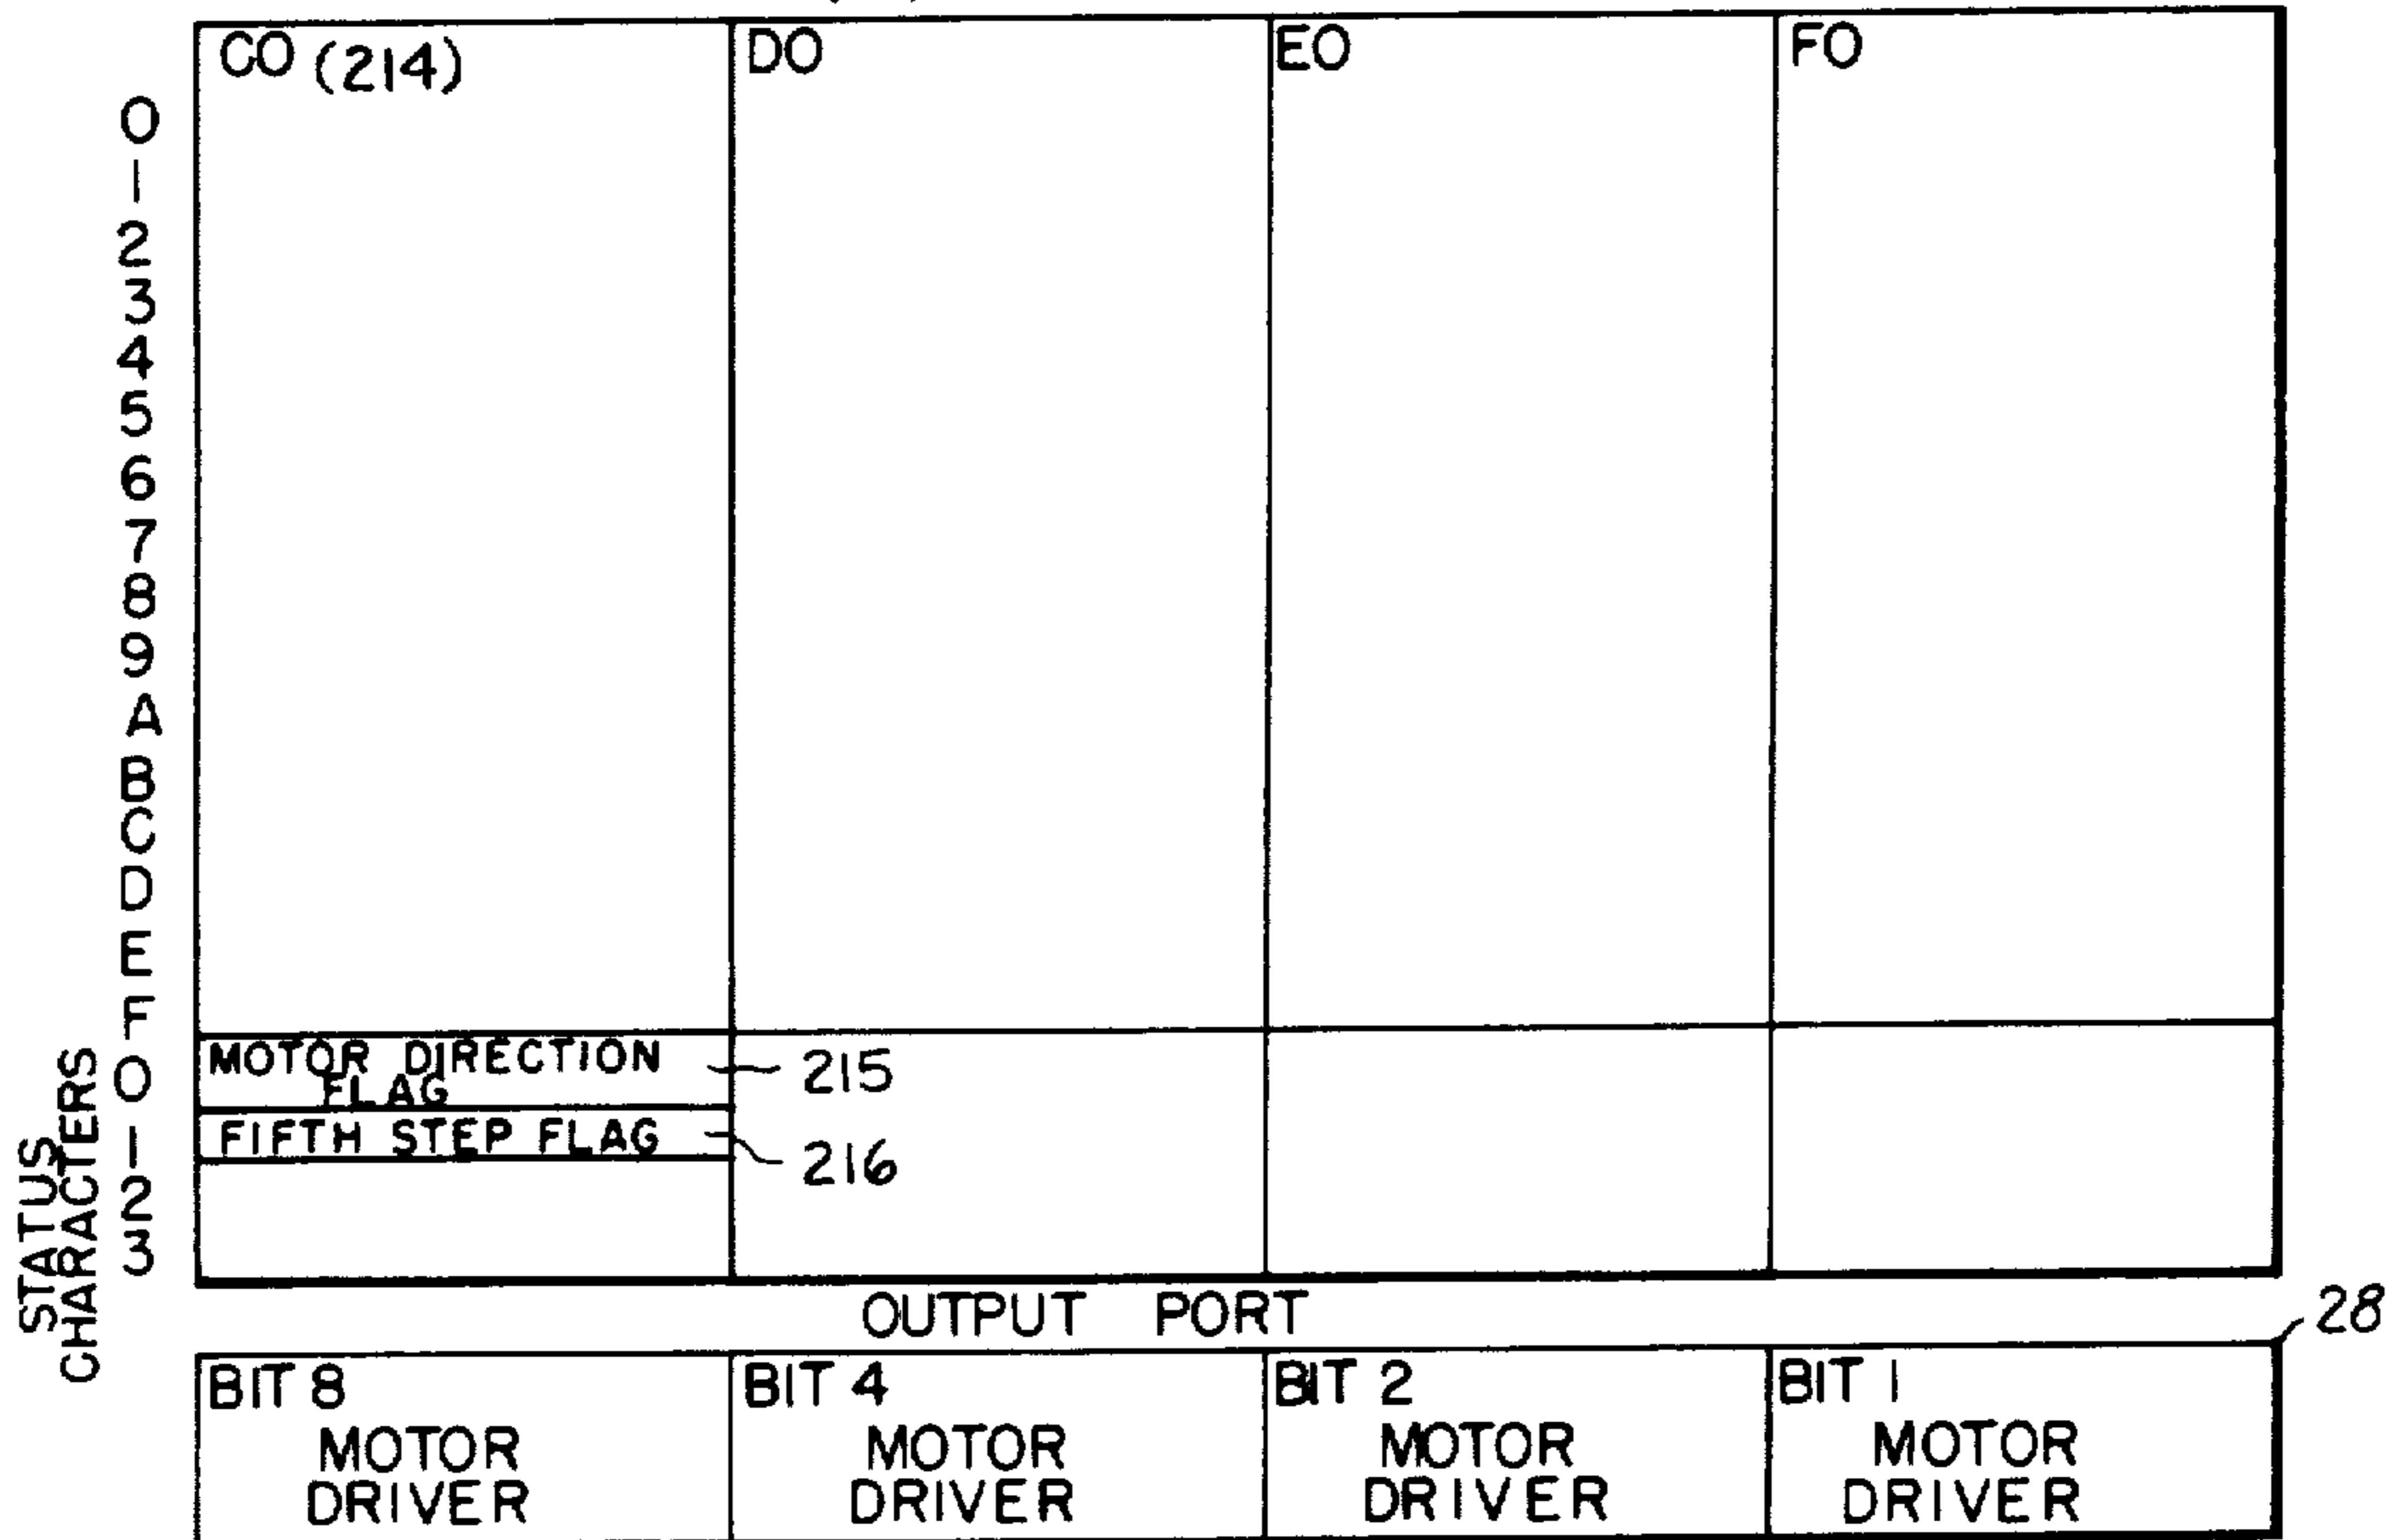 CO (214) DO EO FO
0
1
2
3
4
5
6
7
8
9
A
B
C
D
E
F
STATUS
CHARACTERS
0 MOTOR DIRECTION
FLAG 215
1 FIFTH STEP FLAG 216
2
3
OUTPUT PORT
28
BIT 8 BIT 4 BIT 2 BIT 1
MOTOR MOTOR MOTOR MOTOR
DRIVER DRIVER DRIVER DRIVER